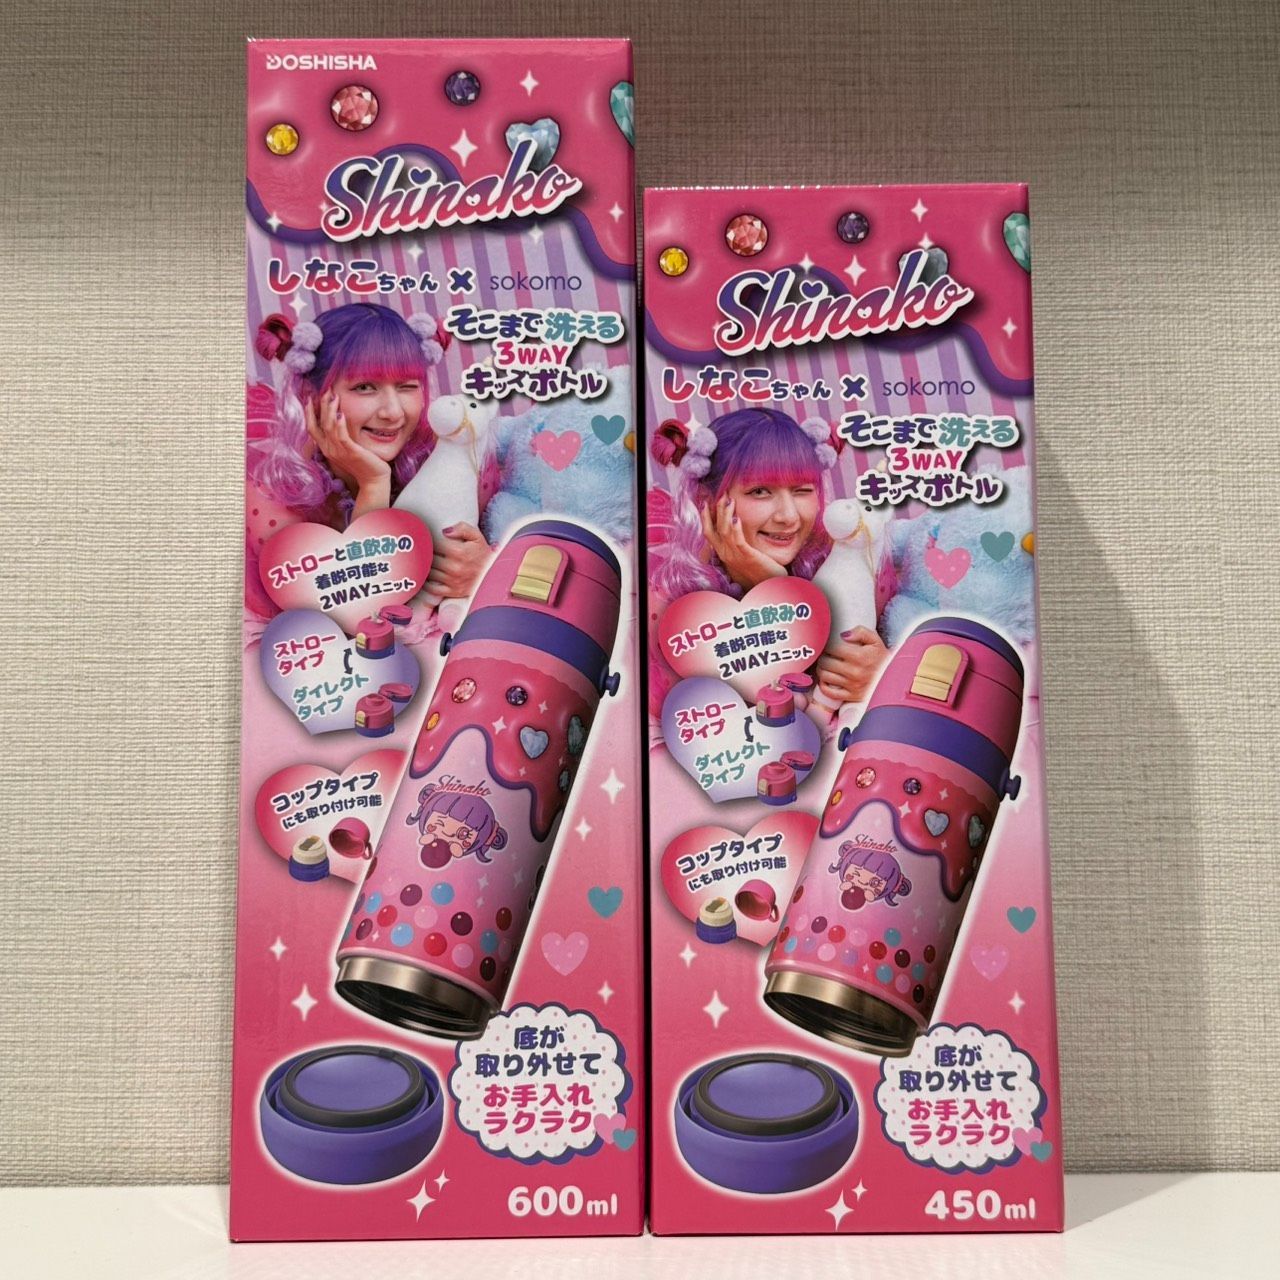 DOSHISHA
Shinako
しなこちゃん × sokomo
そこまで洗える
3WAY
キッズボトル
ストローと直飲みの
着脱可能な
2WAYユニット
ストロー
タイプ
ダイレクト
タイプ
コップタイプ
にも取り付け可能
Shinako
底が
取り外せて
お手入れ
ラクラク
600ml
Shinako
しなこちゃん × sokomo
そこまで洗える
3WAY
キッズボトル
ストローと直飲みの
着脱可能な
2WAYユニット
ストロー
タイプ
ダイレクト
タイプ
コップタイプ
にも取り付け可能
Shinako
底が
取り外せて
お手入れ
ラクラク
450ml